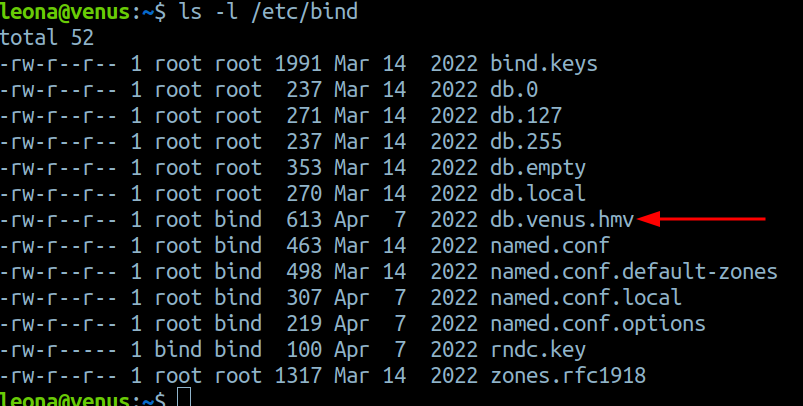 leona@venus:~$ ls -l /etc/bind
total 52
-rw-r--r-- 1 root root 1991 Mar 14  2022 bind.keys
-rw-r--r-- 1 root root  237 Mar 14  2022 db.0
-rw-r--r-- 1 root root  271 Mar 14  2022 db.127
-rw-r--r-- 1 root root  237 Mar 14  2022 db.255
-rw-r--r-- 1 root root  353 Mar 14  2022 db.empty
-rw-r--r-- 1 root root  270 Mar 14  2022 db.local
-rw-r--r-- 1 root bind  613 Apr  7  2022 db.venus.hmv
-rw-r--r-- 1 root bind  463 Mar 14  2022 named.conf
-rw-r--r-- 1 root bind  498 Mar 14  2022 named.conf.default-zones
-rw-r--r-- 1 root bind  307 Apr  7  2022 named.conf.local
-rw-r--r-- 1 root bind  219 Apr  7  2022 named.conf.options
-rw-r----- 1 bind bind  100 Apr  7  2022 rndc.key
-rw-r--r-- 1 root root 1317 Mar 14  2022 zones.rfc1918
leona@venus:~$